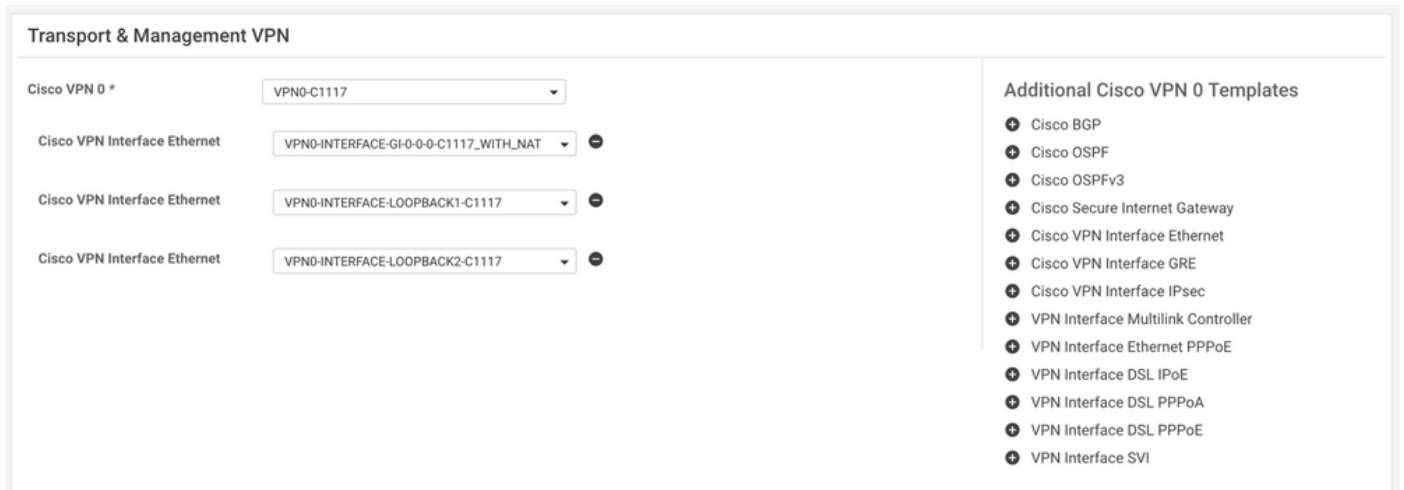 Transport & Management VPN
Cisco VPN 0 *
VPN0-C1117
Cisco VPN Interface Ethernet
VPN0-INTERFACE-GI-0-0-0-C1117_WITH_NAT
Cisco VPN Interface Ethernet
VPN0-INTERFACE-LOOPBACK1-C1117
Cisco VPN Interface Ethernet
VPN0-INTERFACE-LOOPBACK2-C1117
Additional Cisco VPN 0 Templates
Cisco BGP
Cisco OSPF
Cisco OSPFv3
Cisco Secure Internet Gateway
Cisco VPN Interface Ethernet
Cisco VPN Interface GRE
Cisco VPN Interface IPsec
VPN Interface Multilink Controller
VPN Interface Ethernet PPPoE
VPN Interface DSL IPoE
VPN Interface DSL PPPoA
VPN Interface DSL PPPoE
VPN Interface SVI